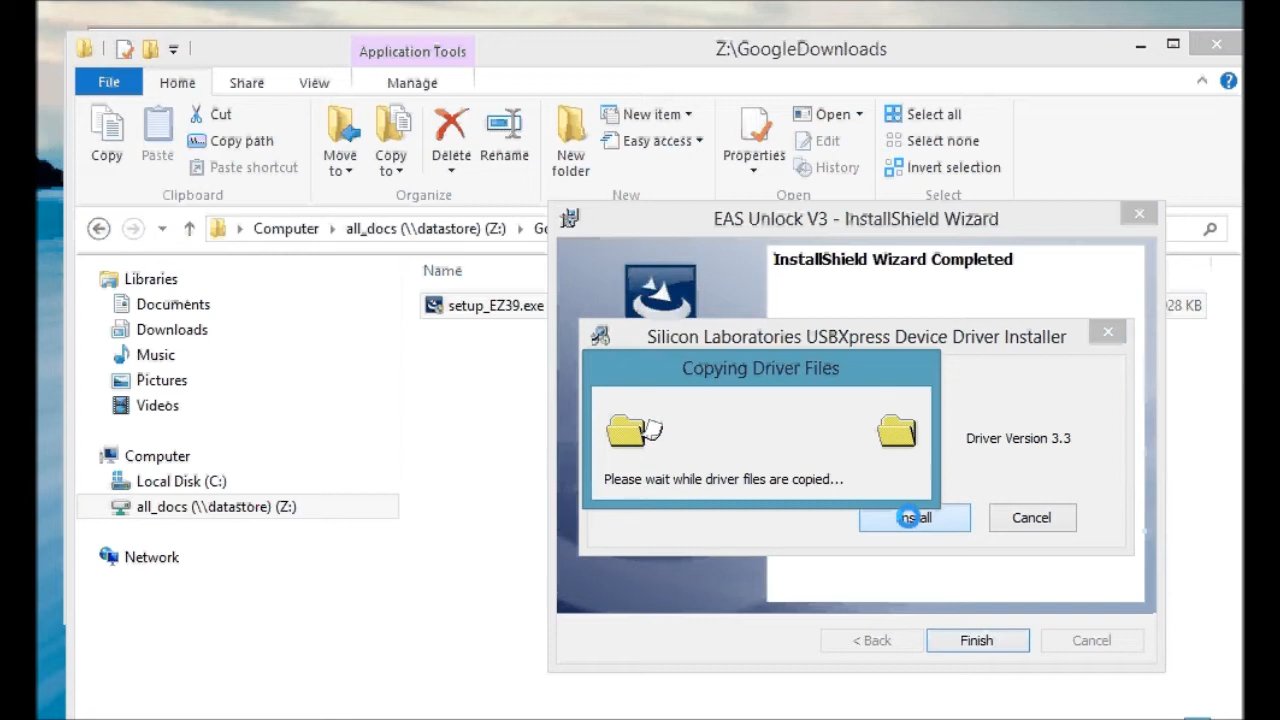 Application Tools
Z:\GoogleDownloads
File
Home
Share
View
Manage
Copy
Paste
Cut
Copy path
Paste shortcut
Clipboard
Move to
Copy to
Delete
Rename
Organize
New folder
New item
Easy access
New
Properties
Open
Edit
History
Open
Select all
Select none
Invert selection
Select
Computer
all_docs (\\datastore) (Z:)
Libraries
Documents
Downloads
Music
Pictures
Videos
Computer
Local Disk (C:)
all_docs (\\datastore) (Z:)
Network
Name
setup_EZ39.exe
28 KB
EAS Unlock V3 - InstallShield Wizard
InstallShield Wizard Completed
Silicon Laboratories USBXpress Device Driver Installer
Copying Driver Files
Please wait while driver files are copied...
Driver Version 3.3
Install
Cancel
< Back
Finish
Cancel